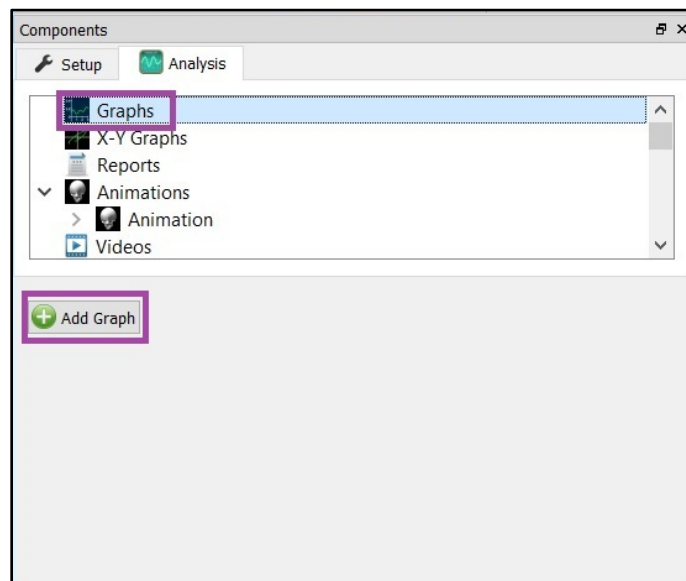 Components
Setup
Analysis
Graphs
X-Y Graphs
Reports
Animations
Animation
Videos
Add Graph